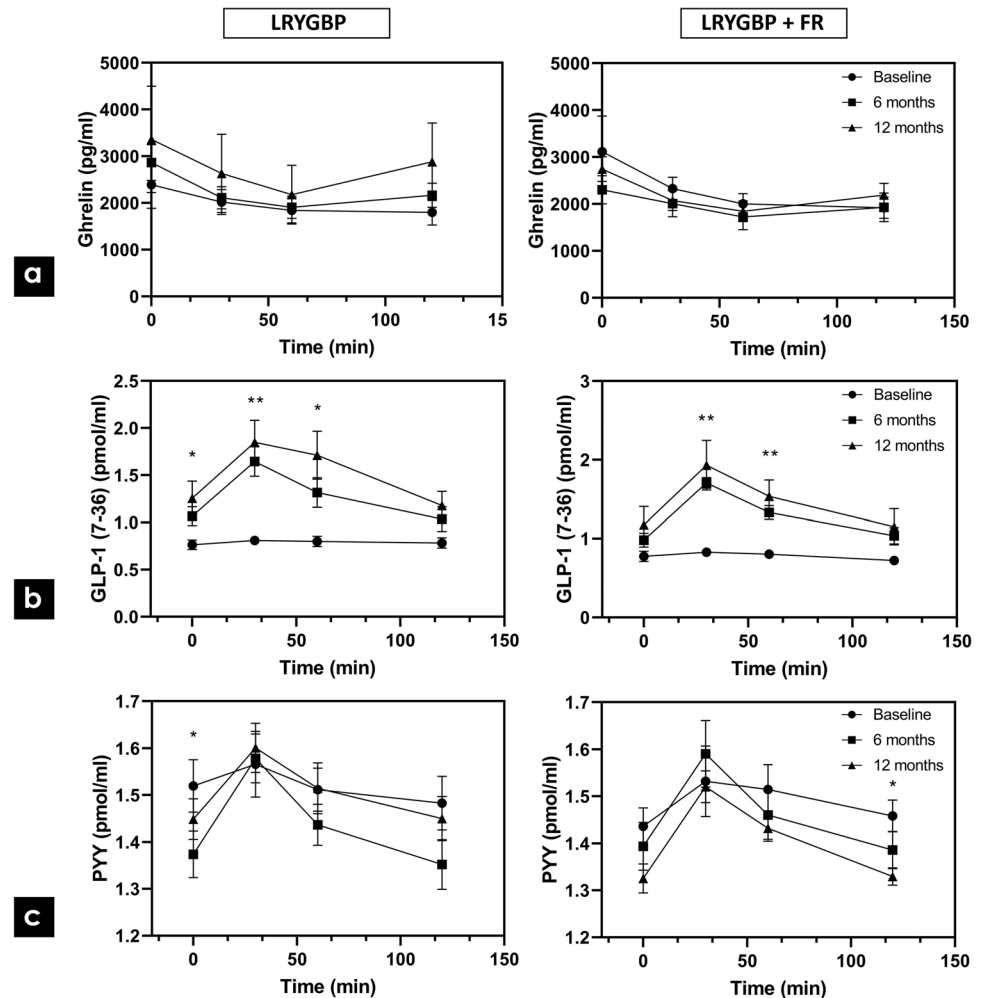 LRYGBP
LRYGBP + FR
a
Ghrelin (pg/ml)
5000
4000
3000
2000
1000
0
0
50
100
15
Time (min)
Ghrelin (pg/ml)
5000
4000
3000
2000
1000
0
0
50
100
150
Time (min)
Baseline
6 months
12 months
b
GLP-1 (7-36) (pmol/ml)
2.5
2.0
1.5
1.0
0.5
0.0
*
**
*
0
50
100
150
Time (min)
GLP-1 (7-36) (pmol/ml)
3
2
1
0
**
**
0
50
100
150
Time (min)
Baseline
6 months
12 months
c
PYY (pmol/ml)
1.7
1.6
1.5
1.4
1.3
1.2
*
0
50
100
150
Time (min)
PYY (pmol/ml)
1.7
1.6
1.5
1.4
1.3
1.2
*
0
50
100
150
Time (min)
Baseline
6 months
12 months